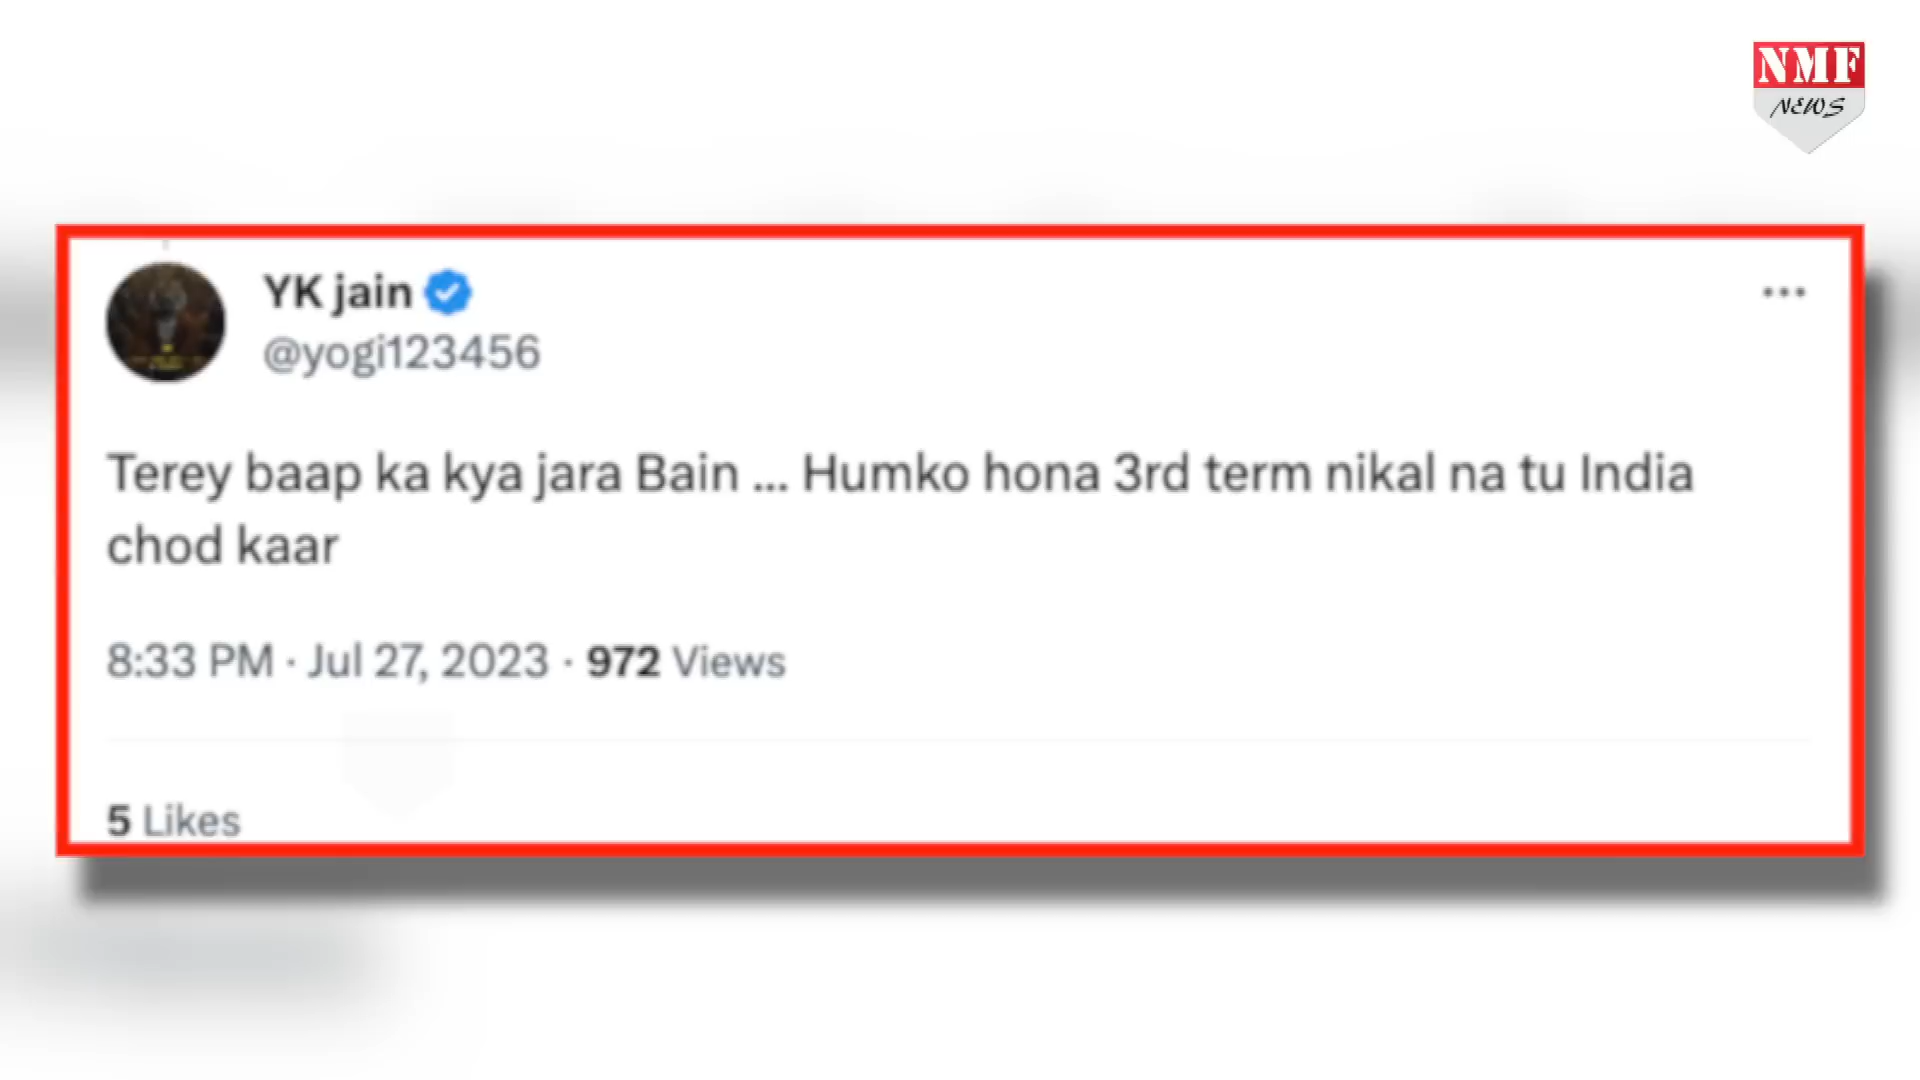 NMF
NEWS
YK jain
@yogi123456
Terey baap ka kya jara Bain ... Humko hona 3rd term nikal na tu India
chod kaar
8:33 PM · Jul 27, 2023 · 972 Views
5 Likes